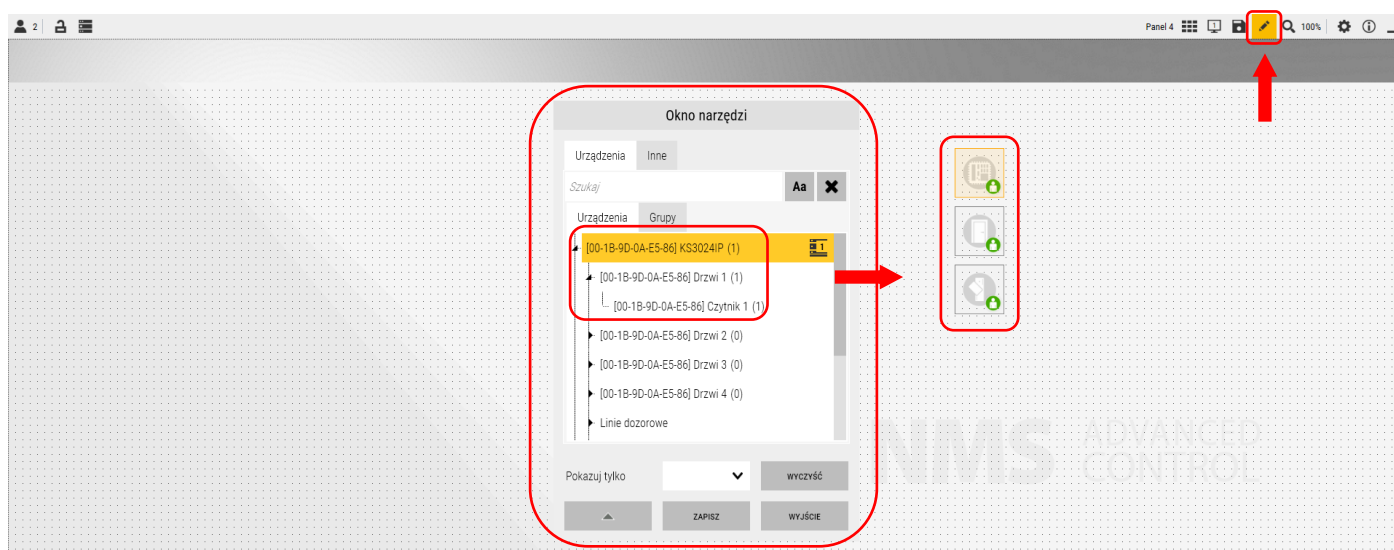 2
Panel 4 1 100%
Okno narzędzi
Urządzenia Inne
Szukaj Aa
Urządzenia Grupy
[00-1B-9D-0A-E5-86] KS3024IP (1) 1
[00-1B-9D-0A-E5-86] Drzwi 1 (1)
[00-1B-9D-0A-E5-86] Czytnik 1 (1)
[00-1B-9D-0A-E5-86] Drzwi 2 (0)
[00-1B-9D-0A-E5-86] Drzwi 3 (0)
[00-1B-9D-0A-E5-86] Drzwi 4 (0)
Linie dozorowe
Pokazuj tylko WYCZYŚĆ
ZAPISZ WYJŚCIE
NMS ADVANCED
CONTROL